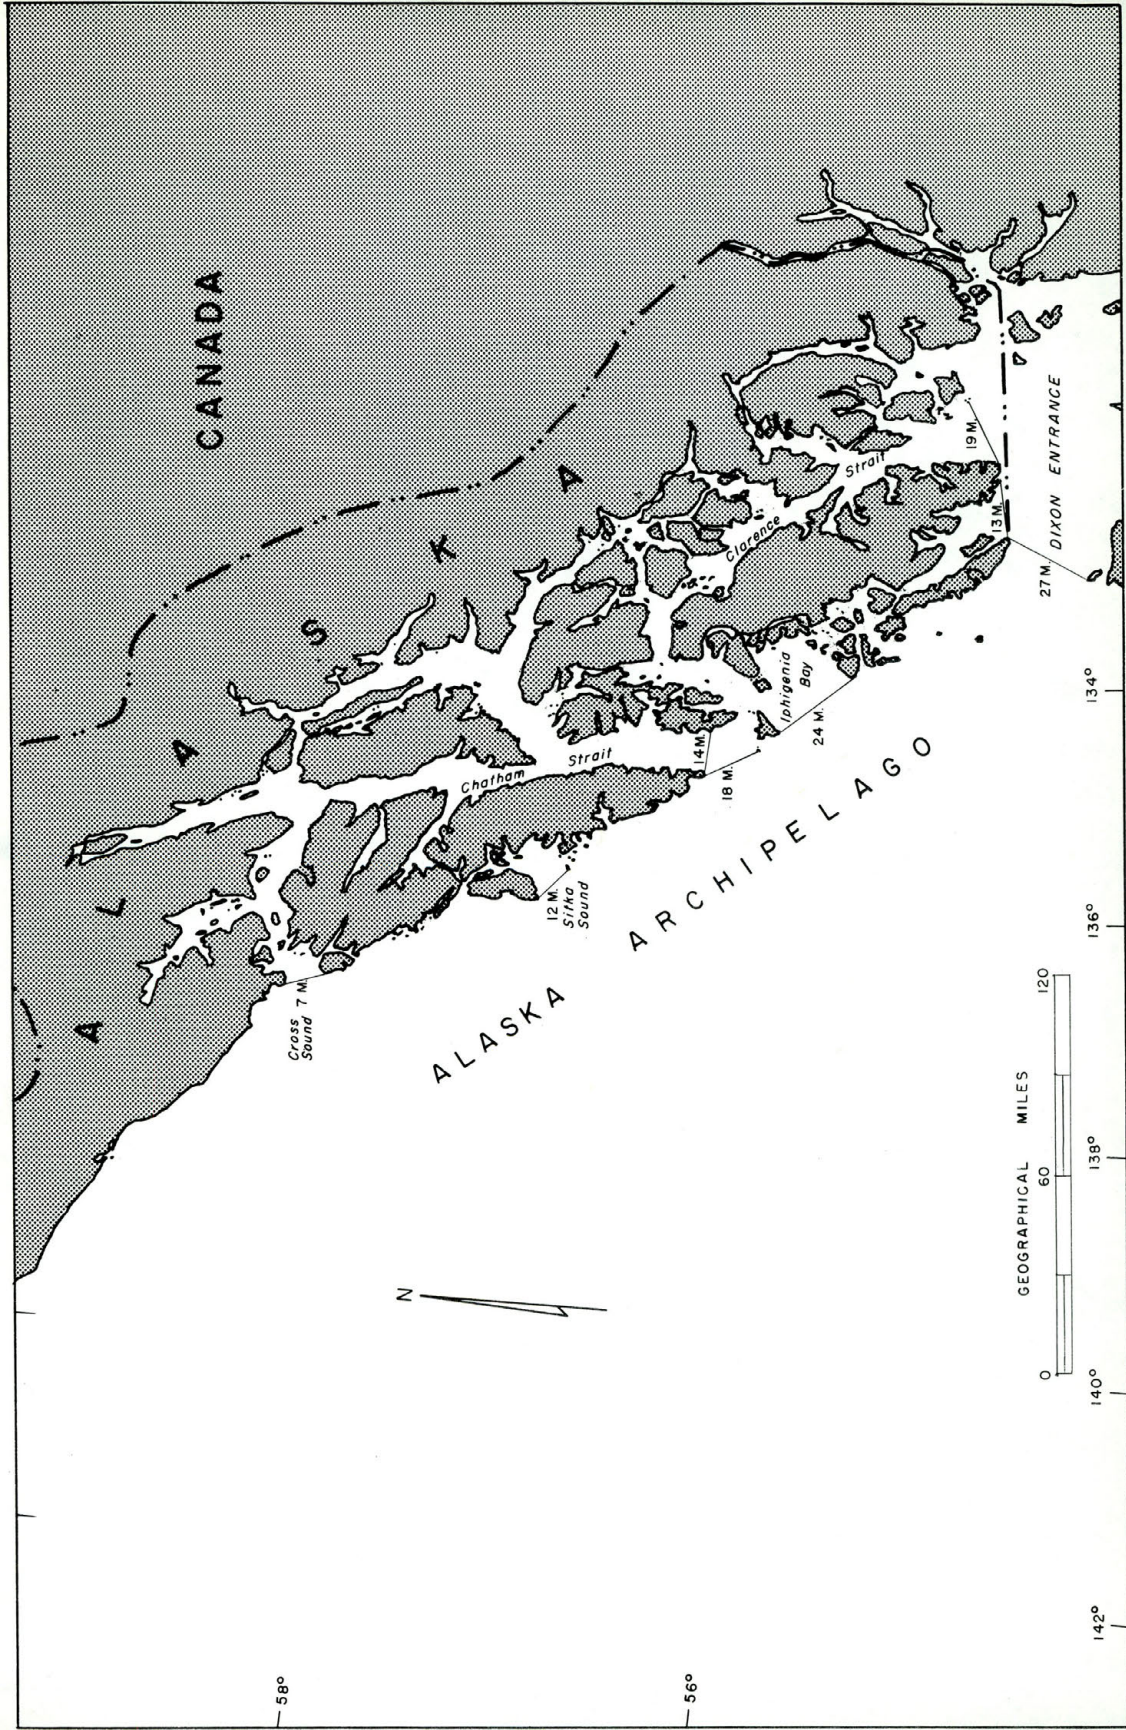 CANADA
ALASKA
Chatham Strait
Clarence Strait
Cross Sound 7 M.
12 M.
Sitka Sound
14 M.
18 M.
24 M.
Iphigenia Bay
27 M.
13 M.
19 M.
DIXON ENTRANCE
ALASKA ARCHIPELAGO
N
GEOGRAPHICAL MILES
0 60 120
58°
56°
142° 140° 138° 136° 134°